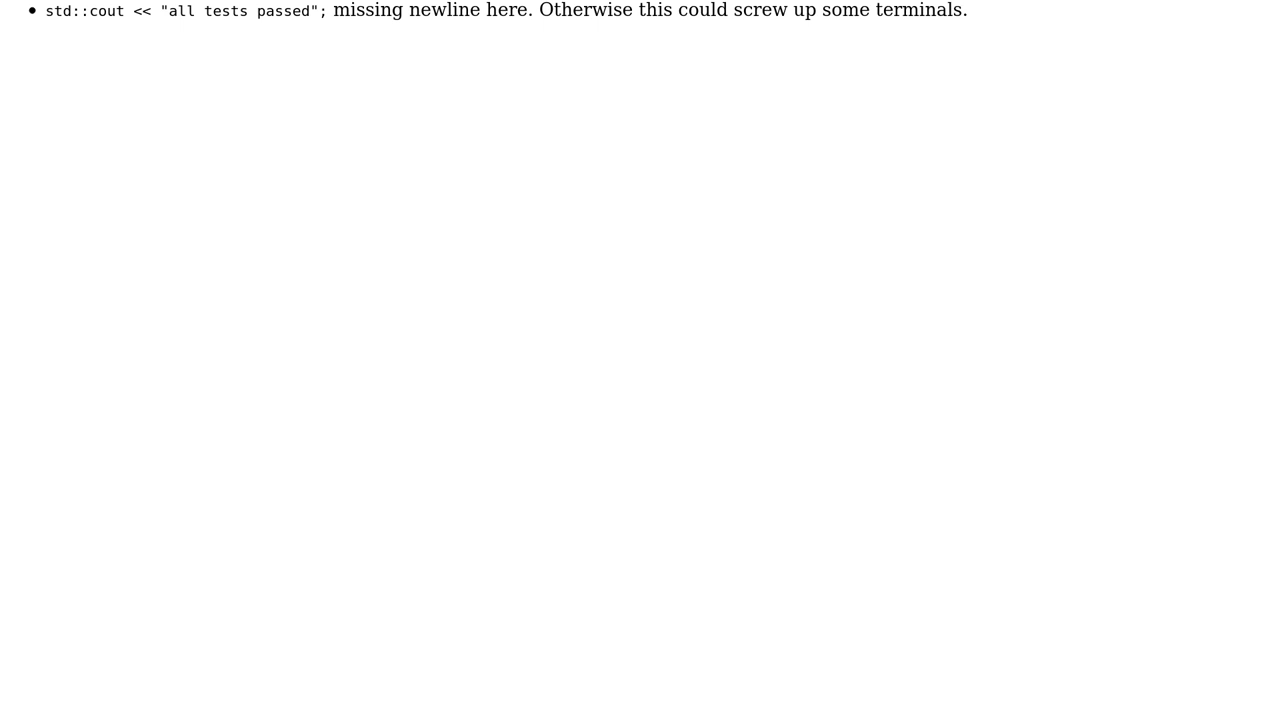 • std::cout << "all tests passed"; missing newline here. Otherwise this could screw up some terminals.